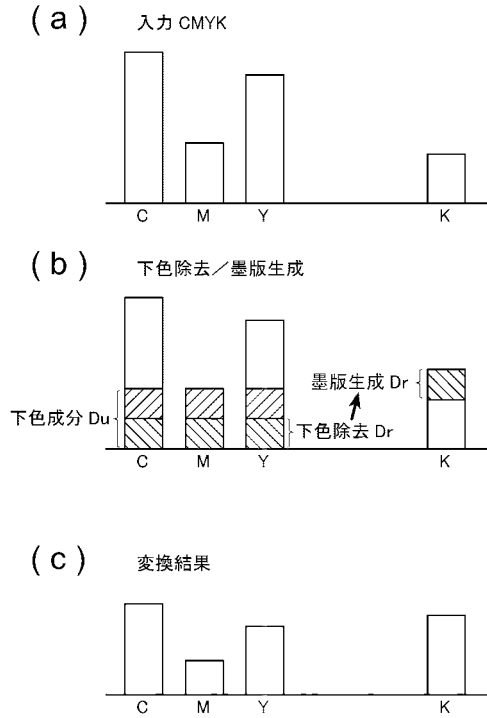 (a) 入力 CMYK
C M Y K
(b) 下色除去／墨版生成
墨版生成 Dr
下色成分 Du
下色除去 Dr
C M Y K
(c) 変換結果
C M Y K